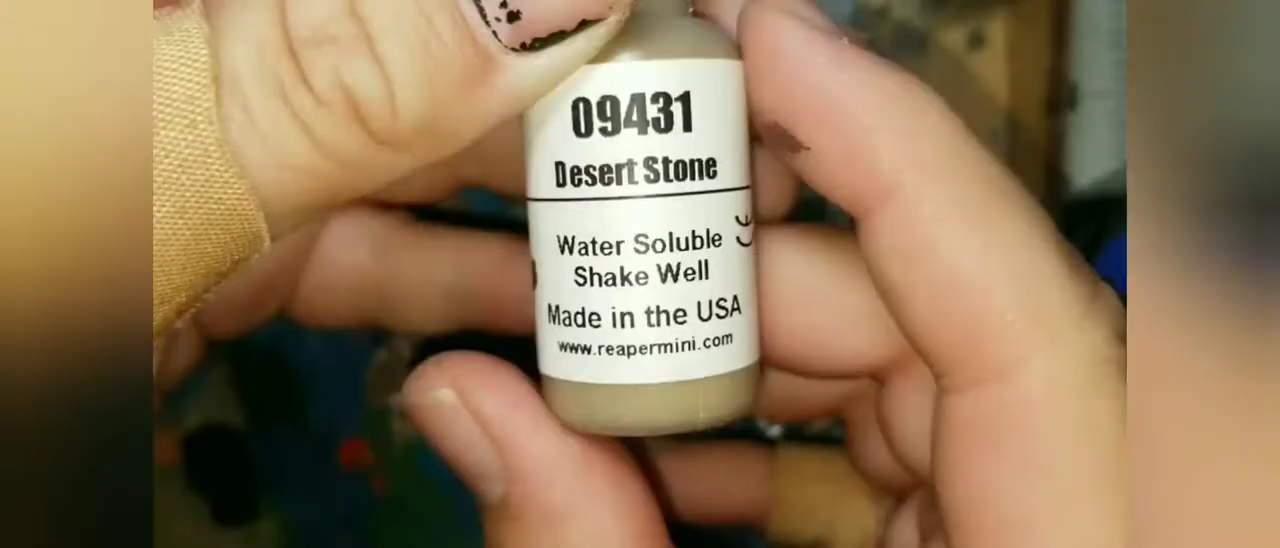 09431
Desert Stone
Water Soluble
Shake Well
Made in the USA
www.reapermini.com